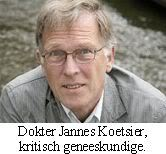 Dokter Jannes Koetsier,
kritisch geneeskundige.